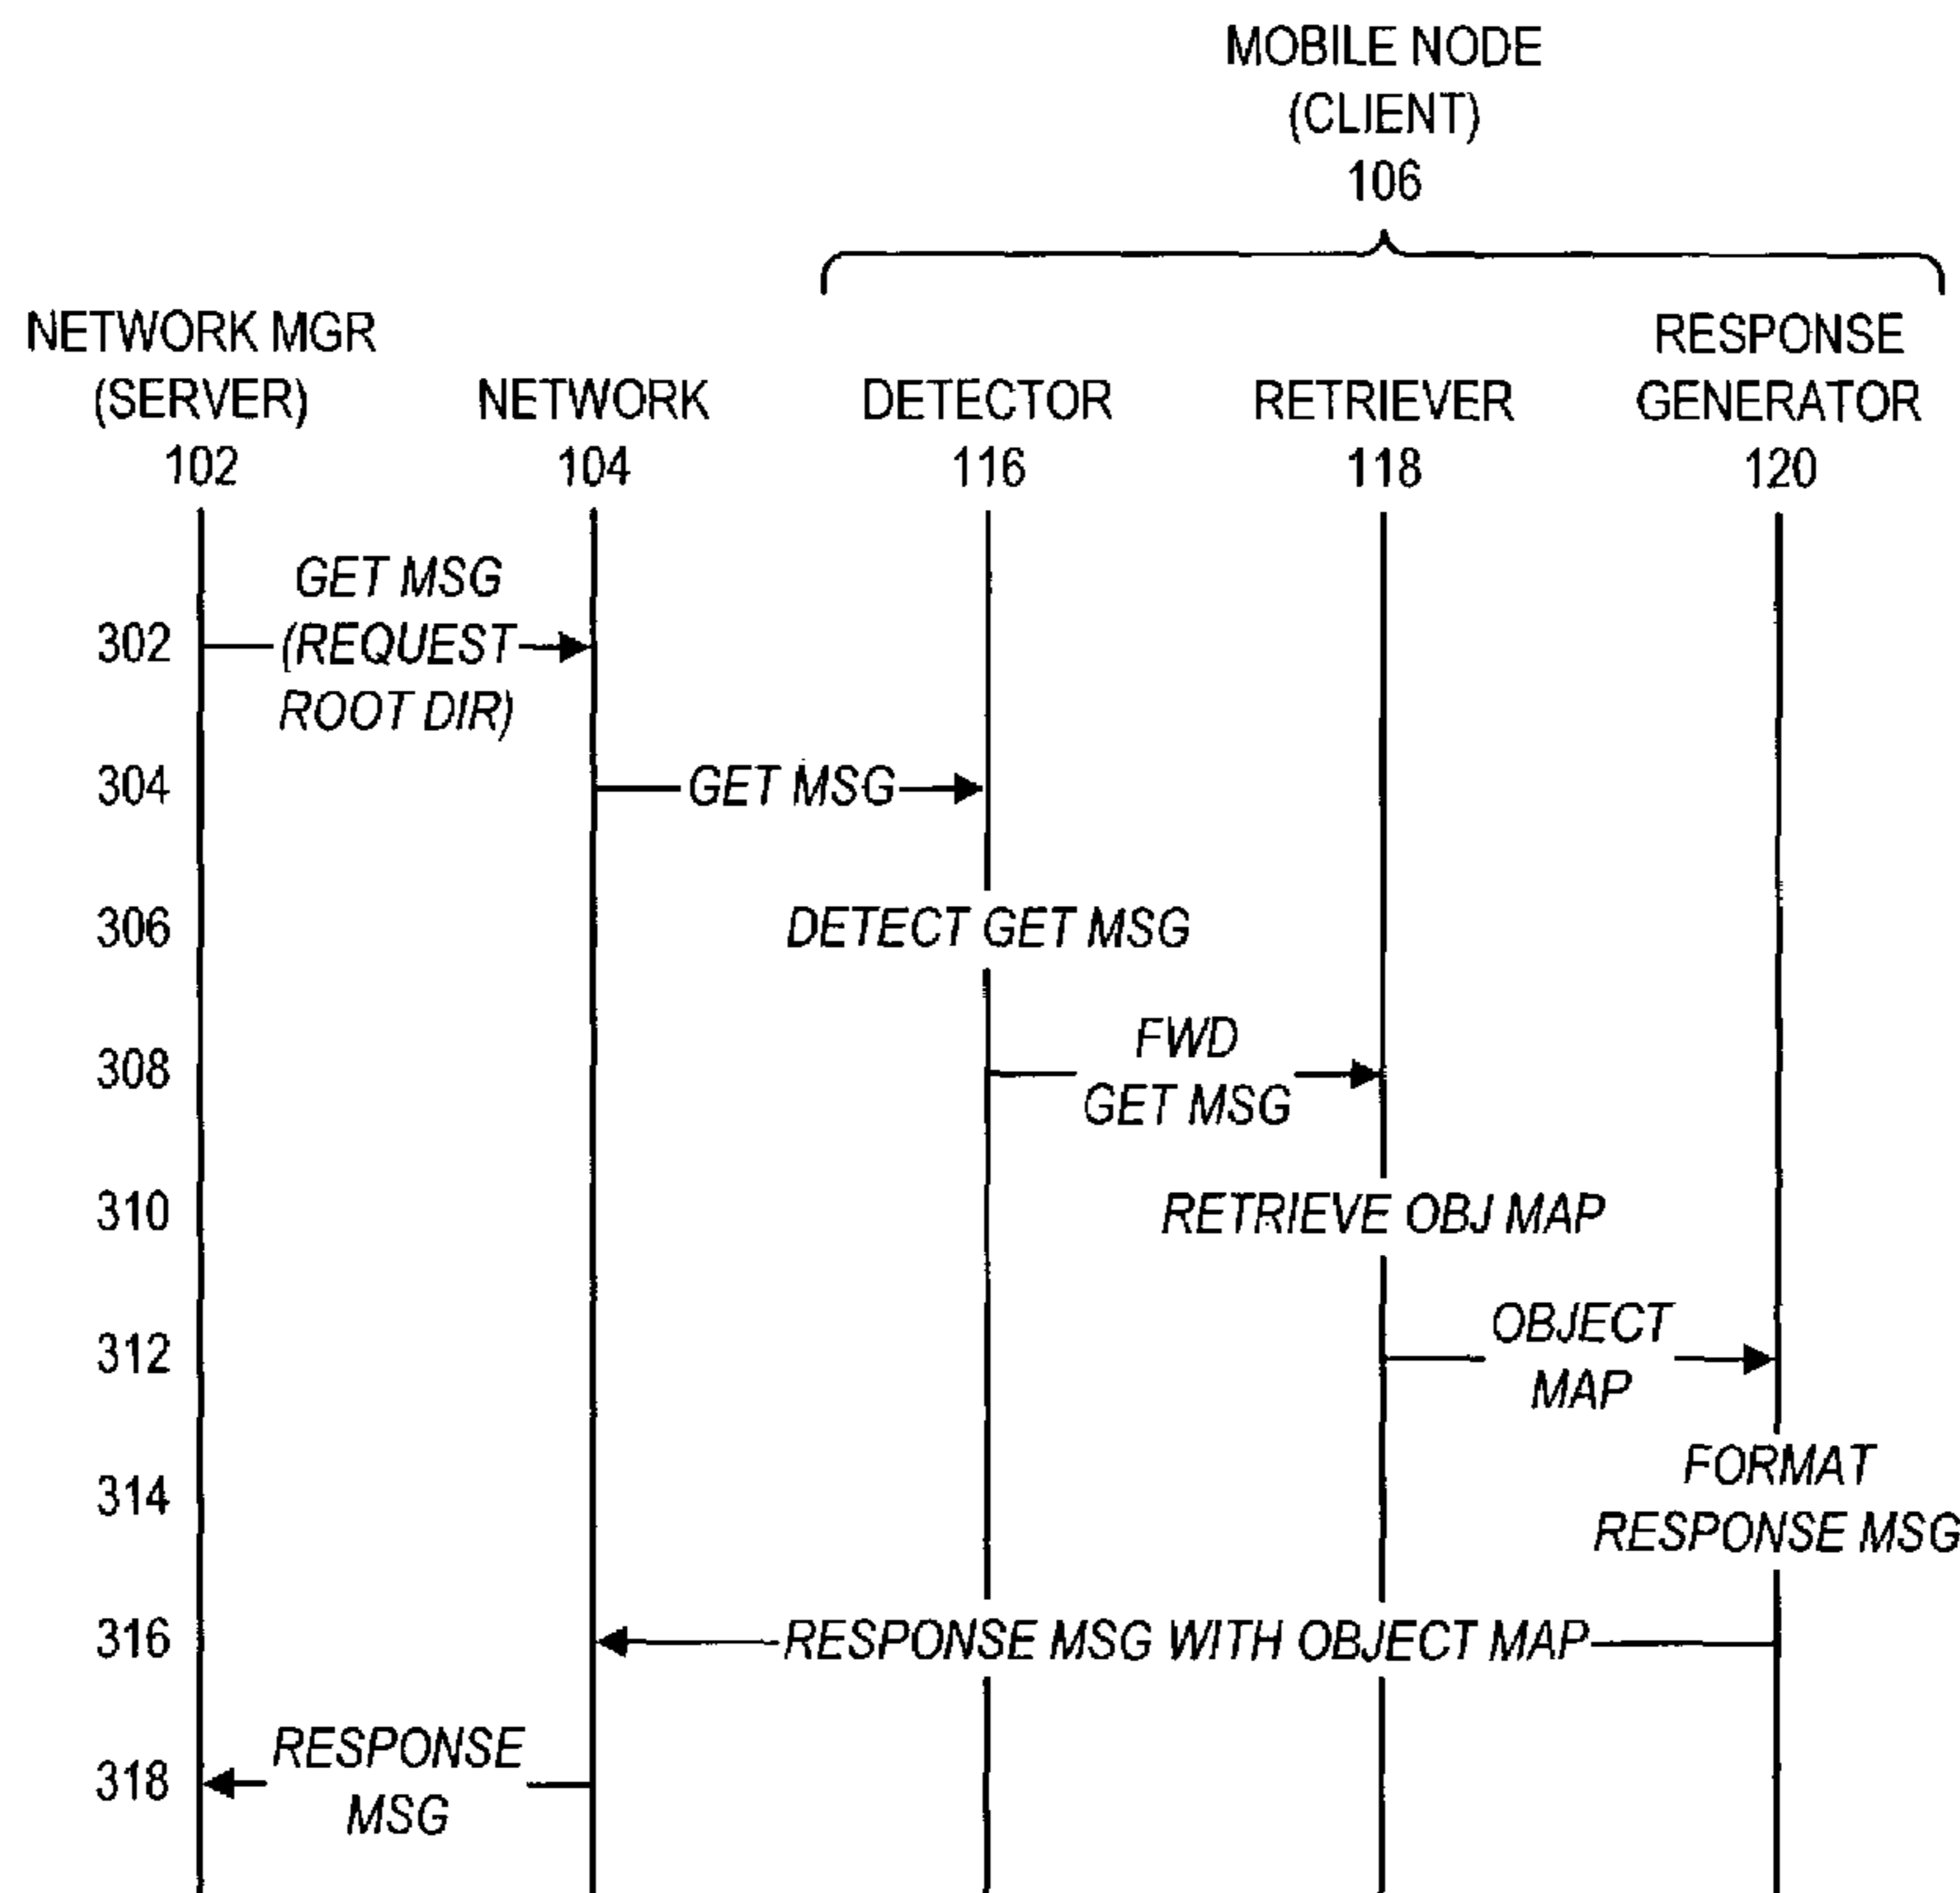 MOBILE NODE
(CLIENT)
106
NETWORK MGR
(SERVER)
102
NETWORK
104
DETECTOR
116
RETRIEVER
118
RESPONSE
GENERATOR
120
302
GET MSG
(REQUEST
ROOT DIR)
304
GET MSG
306
DETECT GET MSG
308
FWD
GET MSG
310
RETRIEVE OBJ MAP
312
OBJECT
MAP
314
FORMAT
RESPONSE MSG
316
RESPONSE MSG WITH OBJECT MAP
318
RESPONSE
MSG